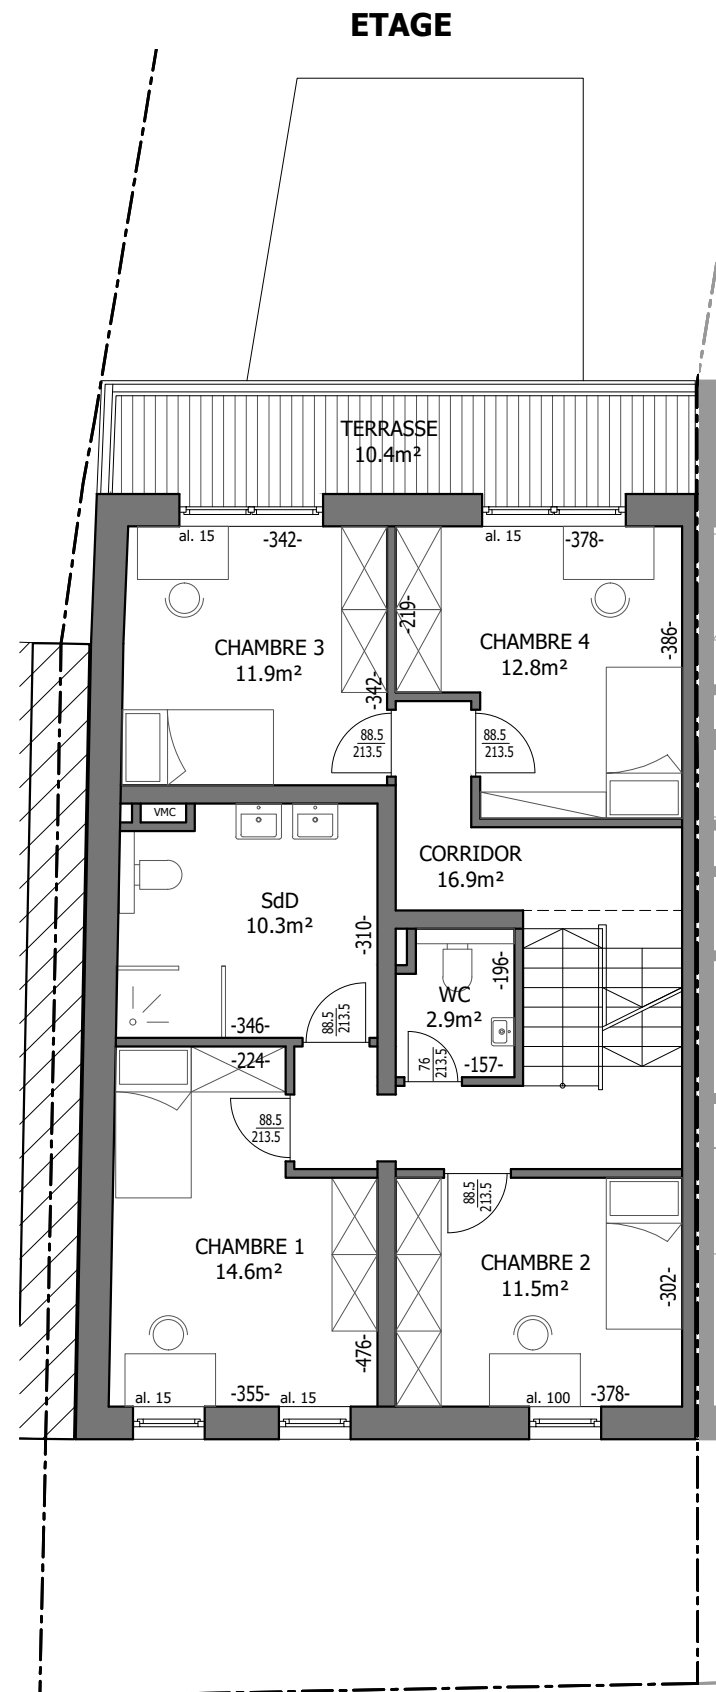 ETAGE
TERRASSE
10.4m²
al. 15
-342-
al. 15
-378-
-219-
-386-
CHAMBRE 3
11.9m²
CHAMBRE 4
12.8m²
-342-
88.5
213.5
88.5
213.5
VMC
CORRIDOR
16.9m²
SdD
10.3m²
-310-
-196-
WC
2.9m²
88.5
213.5
-346-
-224-
76
213.5
-157-
88.5
213.5
88.5
213.5
CHAMBRE 1
14.6m²
CHAMBRE 2
11.5m²
-302-
-476-
al. 15
-355-
al. 15
al. 100
-378-